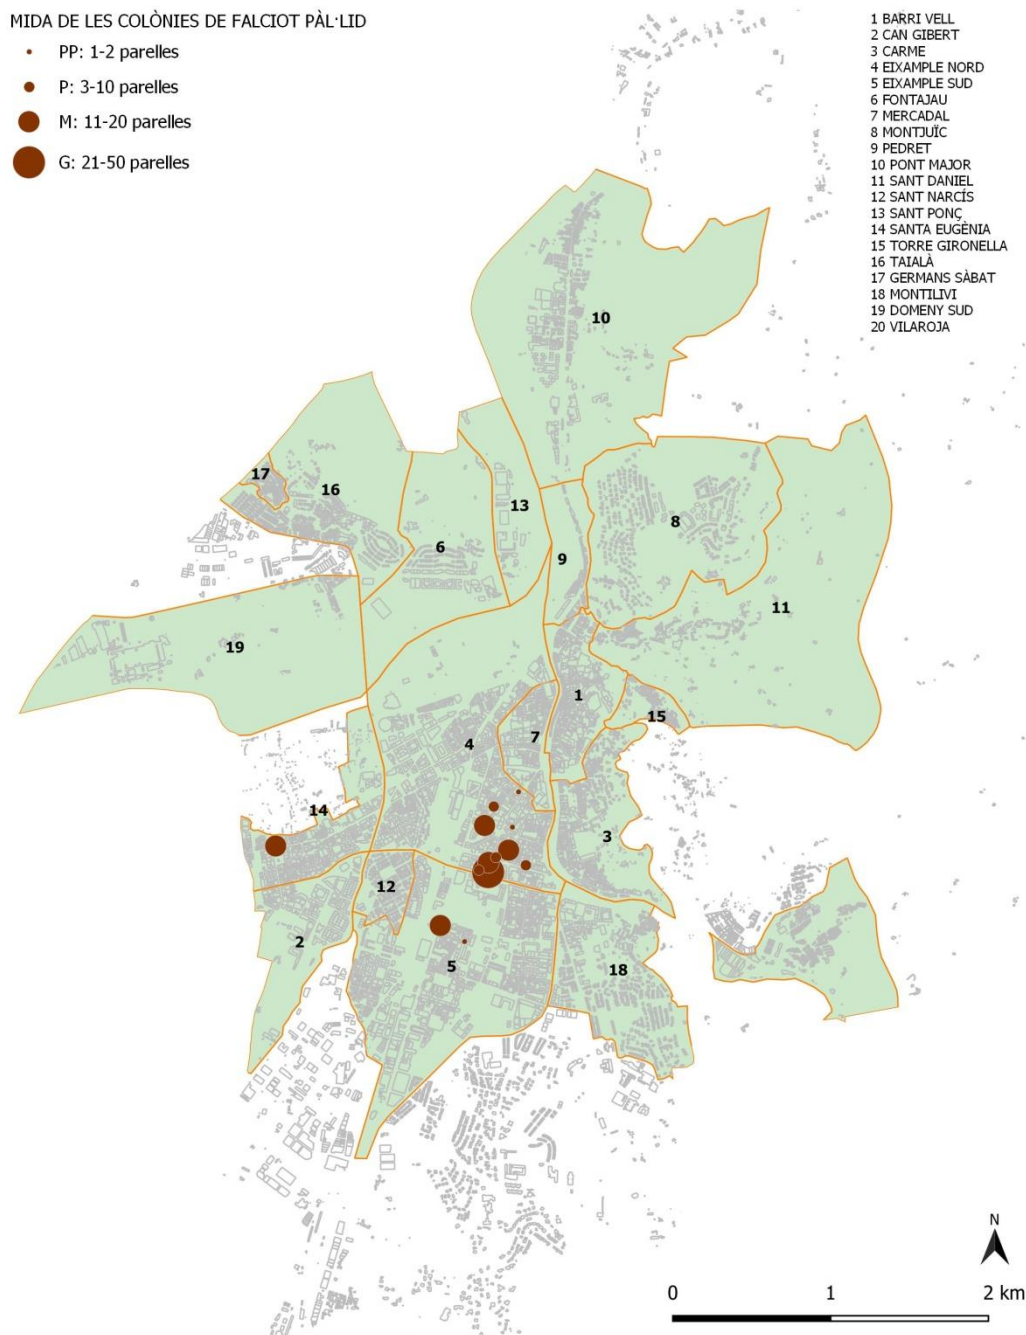 MIDA DE LES COLÒNIES DE FALCIOT PÀL·LID
PP: 1-2 parelles
P: 3-10 parelles
M: 11-20 parelles
G: 21-50 parelles
1 BARRI VELL
2 CAN GIBERT
3 CARME
4 EIXAMPLE NORD
5 EIXAMPLE SUD
6 FONTAJAU
7 MERCADAL
8 MONTJUÏC
9 PEDRET
10 PONT MAJOR
11 SANT DANIEL
12 SANT NARCÍS
13 SANT PONÇ
14 SANTA EUGÈNIA
15 TORRE GIRONELLA
16 TAIALÀ
17 GERMANS SÀBAT
18 MONTILIVI
19 DOMENY SUD
20 VILAROJA
10
17
16
13
8
6
9
11
19
1
15
4
7
14
3
12
2
5
18
N
0 1 2 km